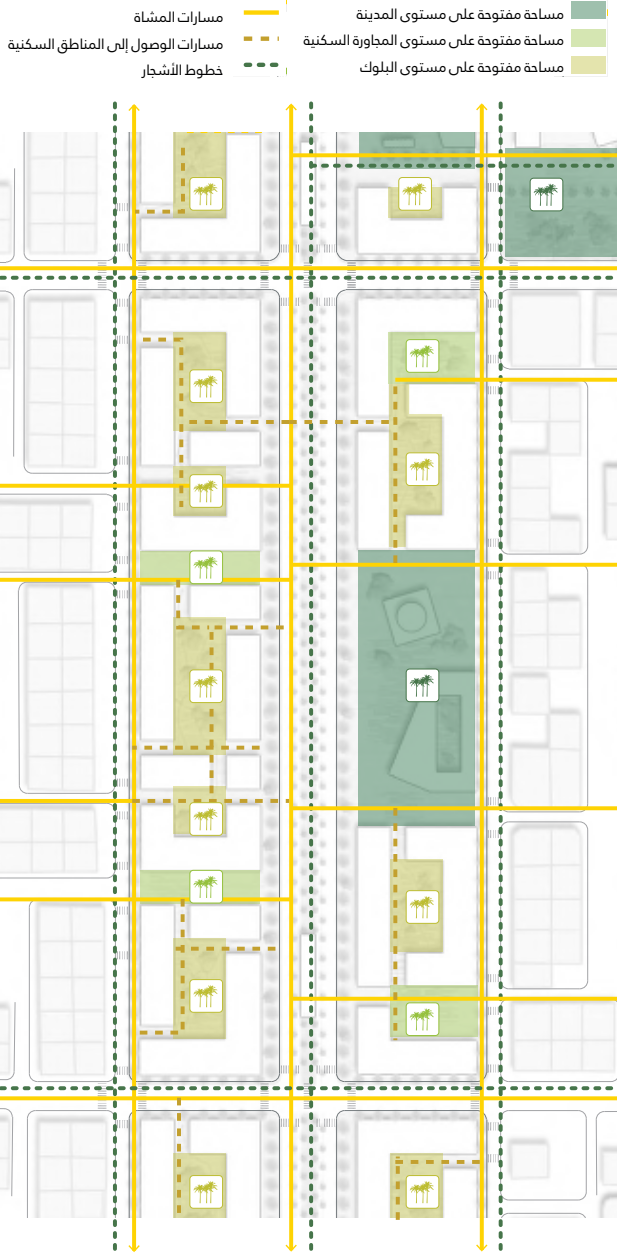 مساحة مفتوحة على مستوى المدينة
مساحة مفتوحة على مستوى المجاورة السكنية
مساحة مفتوحة على مستوى البلوك
مسارات المشاة
مسارات الوصول إلى المناطق السكنية
خطوط الأشجار